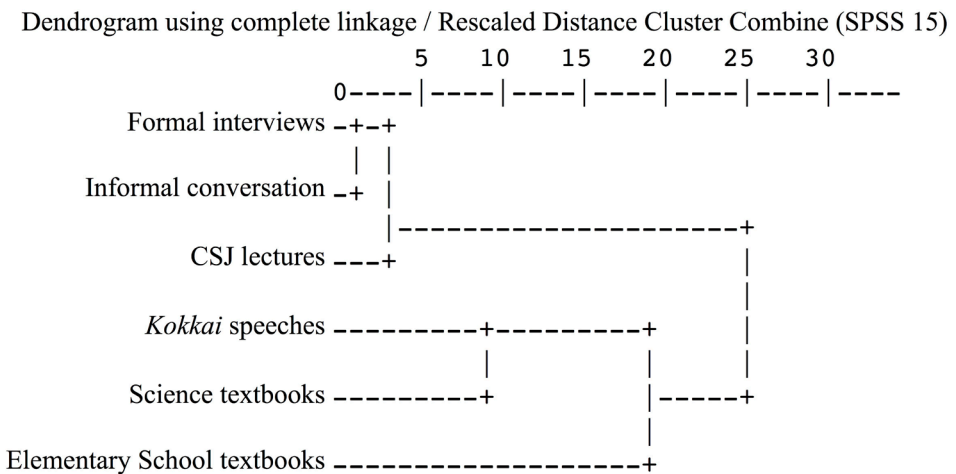 Dendrogram using complete linkage / Rescaled Distance Cluster Combine (SPSS 15)
5 10 15 20 25 30
0----|----|----|----|----|----|----
Formal interviews -+-+
| |
Informal conversation -+ |
|---------------------+
CSJ lectures ---+ |
|
Kokkai speeches ---------+---------+ |
| | |
Science textbooks ---------+ |-----+
|
Elementary School textbooks -------------------+